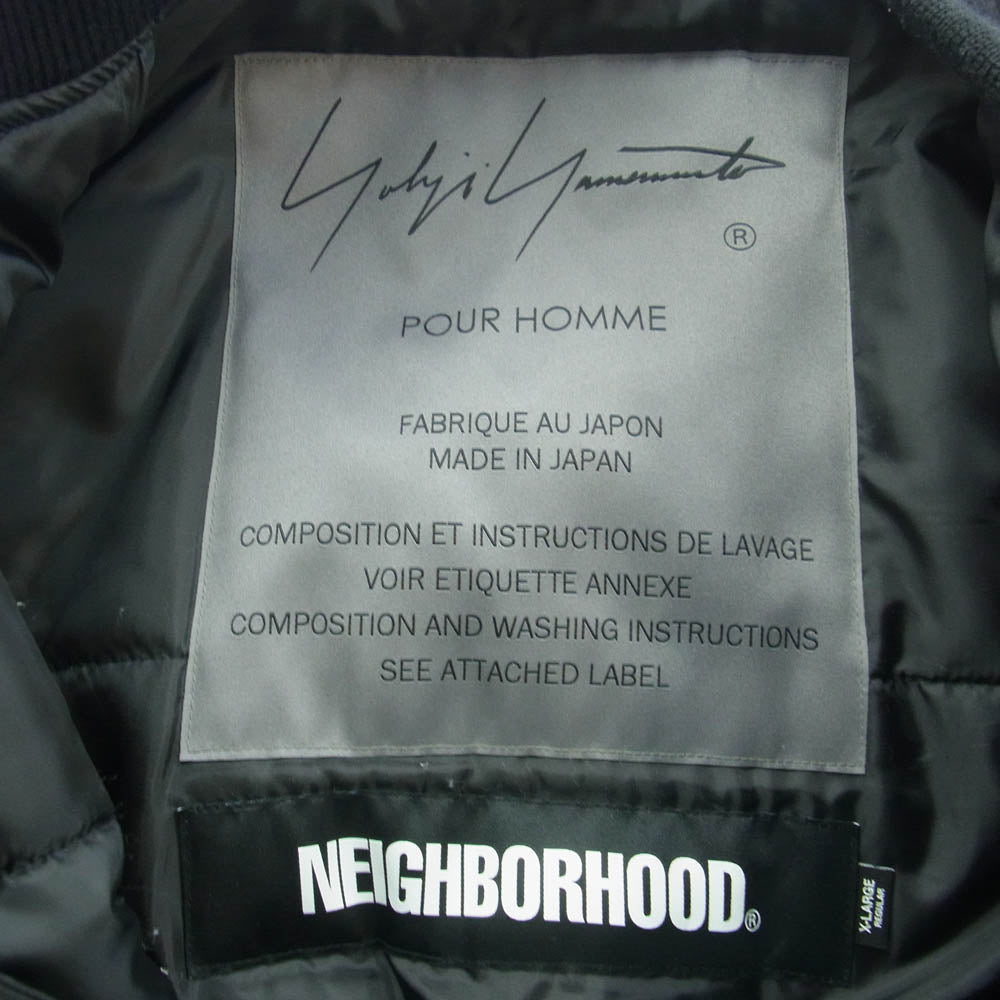 Yohji Yamamoto
®
POUR HOMME
FABRIQUE AU JAPON
MADE IN JAPAN
COMPOSITION ET INSTRUCTIONS DE LAVAGE
VOIR ETIQUETTE ANNEXE
COMPOSITION AND WASHING INSTRUCTIONS
SEE ATTACHED LABEL
NEIGHBORHOOD®
X-LARGE
REGULAR